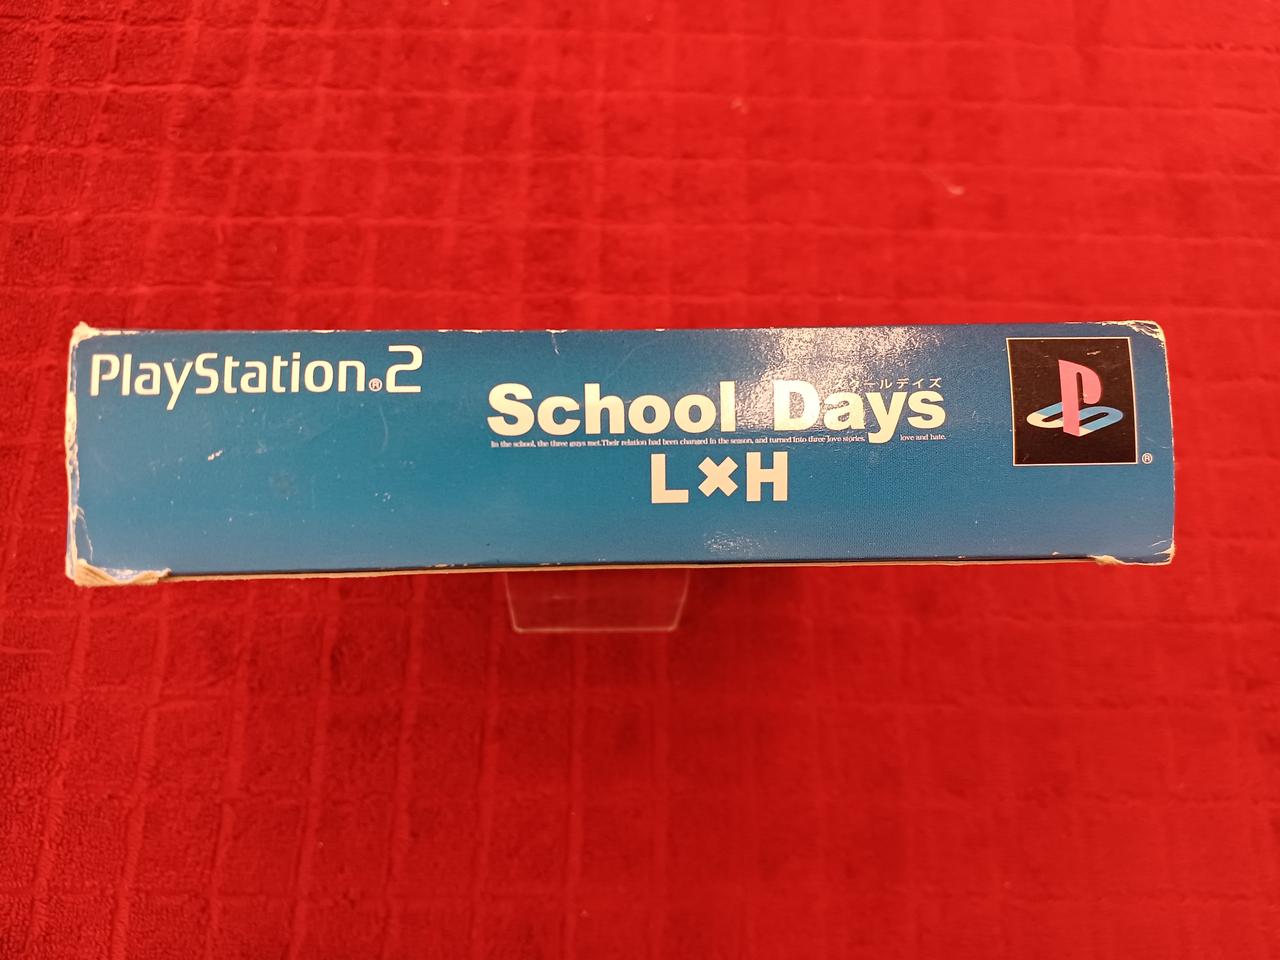 PlayStation®2
スクールデイズ
School Days
In the school, the three guys met.Their relation had been changed in the season, and turned into three love stories. love and hate.
L×H
®